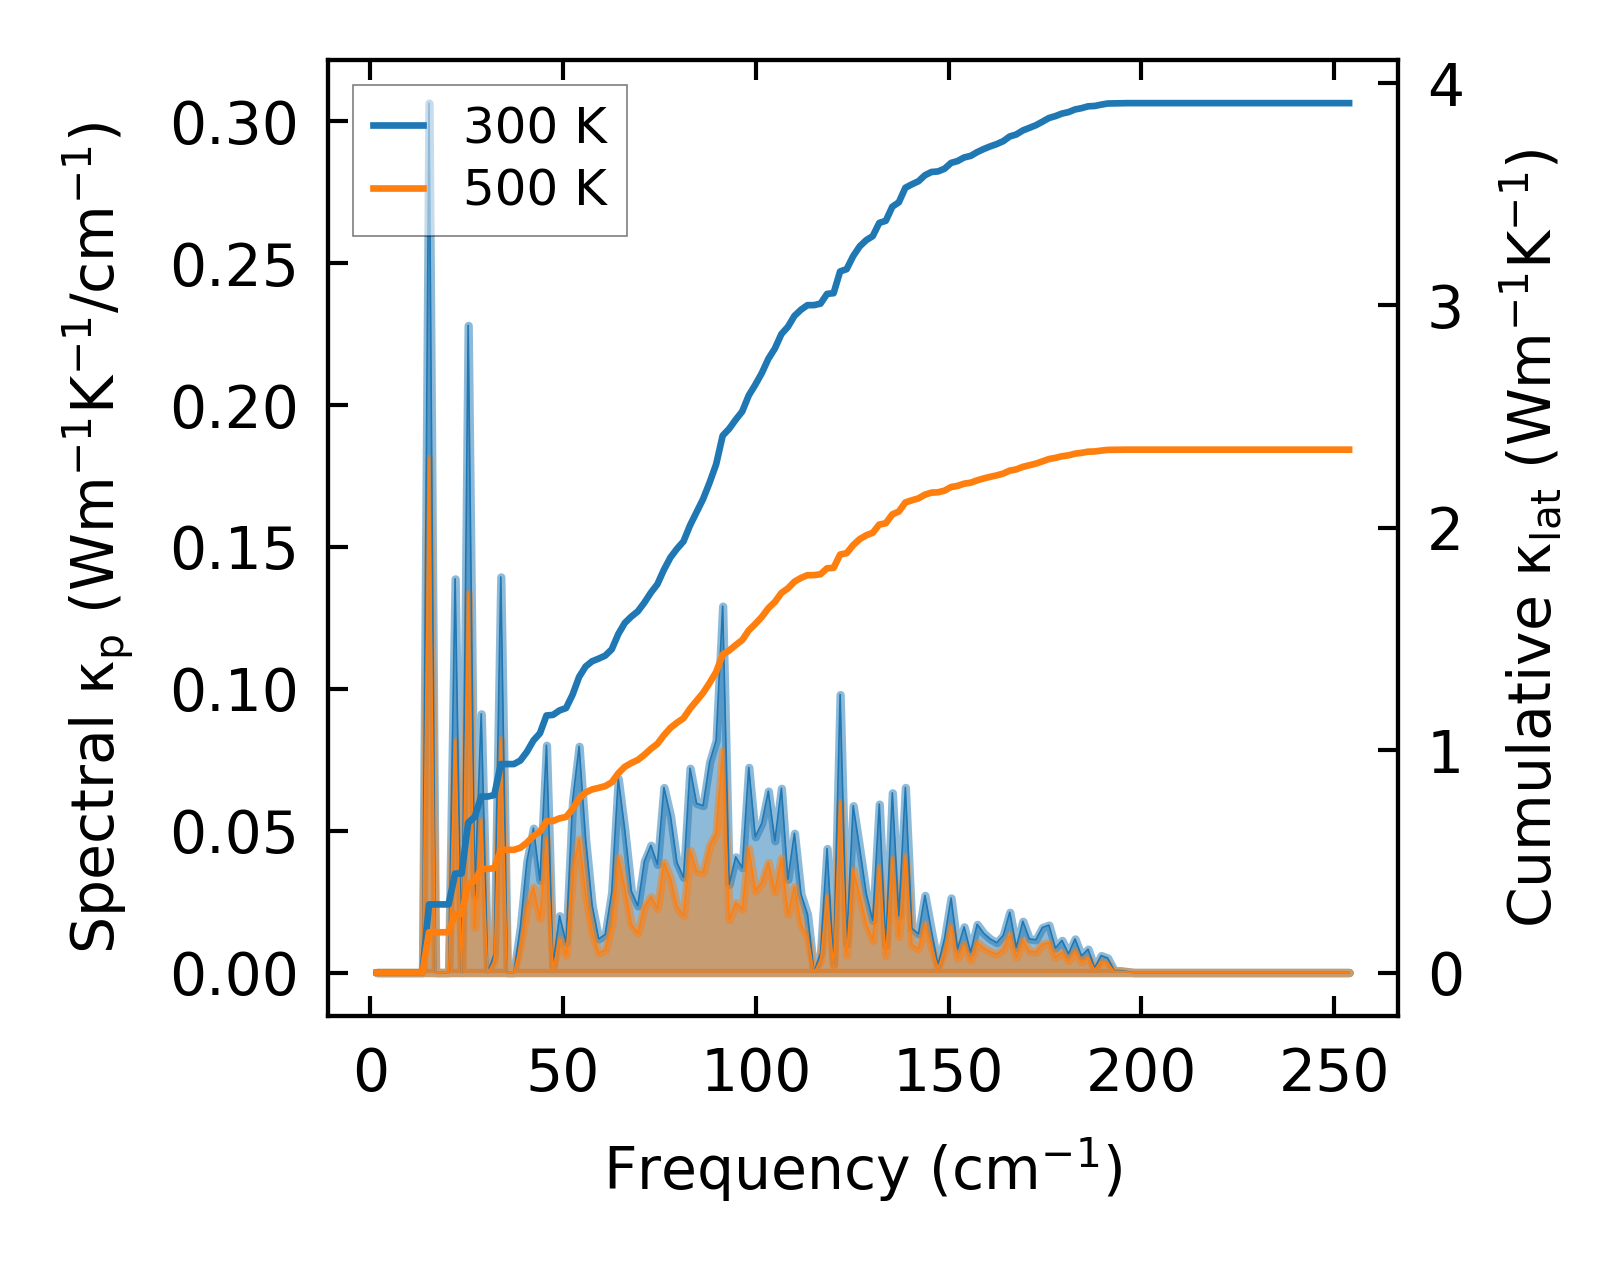 300 K
500 K
0.30
0.25
0.20
0.15
0.10
0.05
0.00
Spectral κₚ (Wm⁻¹K⁻¹/cm⁻¹)
4
3
2
1
0
Cumulative κₗₐₜ (Wm⁻¹K⁻¹)
0 50 100 150 200 250
Frequency (cm⁻¹)